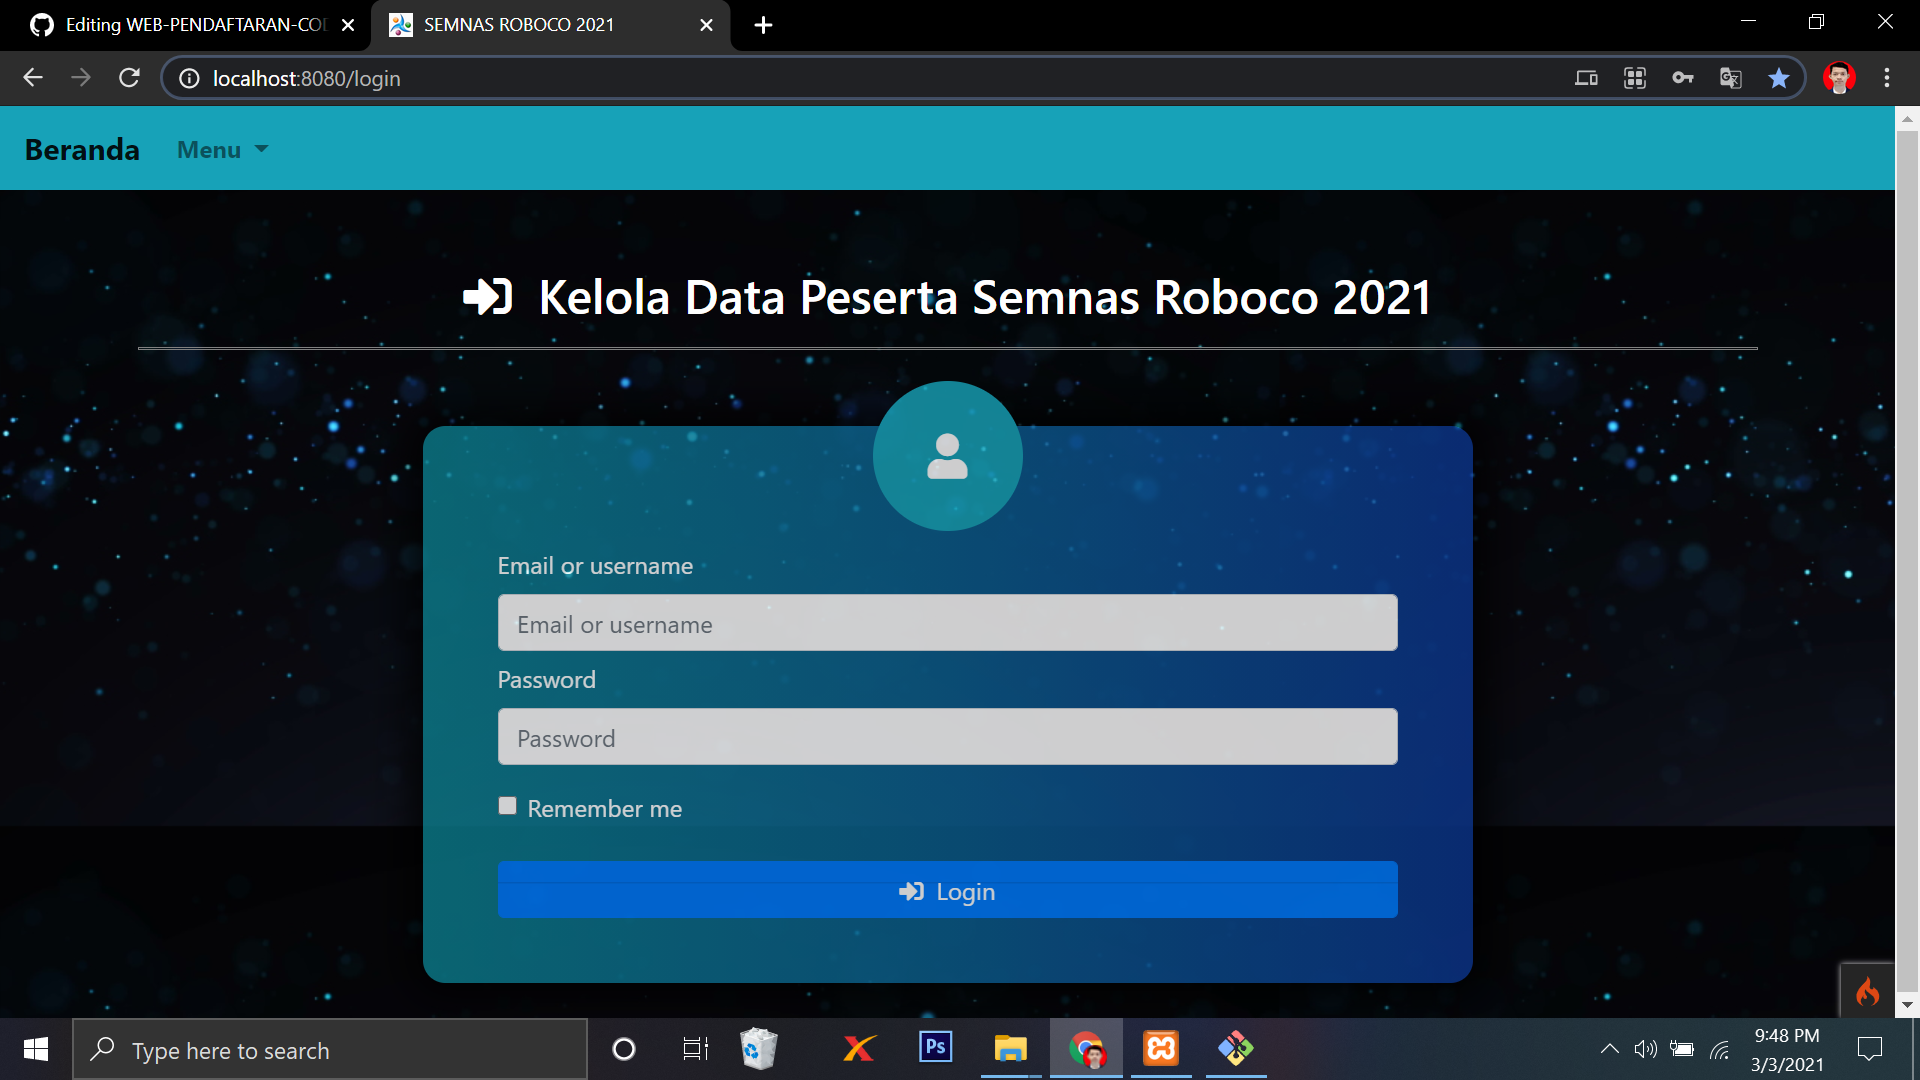 Editing WEB-PENDAFTARAN-COD
SEMNAS ROBOCO 2021
localhost:8080/login
Beranda
Menu
Kelola Data Peserta Semnas Roboco 2021
Email or username
Email or username
Password
Password
Remember me
Login
Type here to search
Ps
9:48 PM
3/3/2021